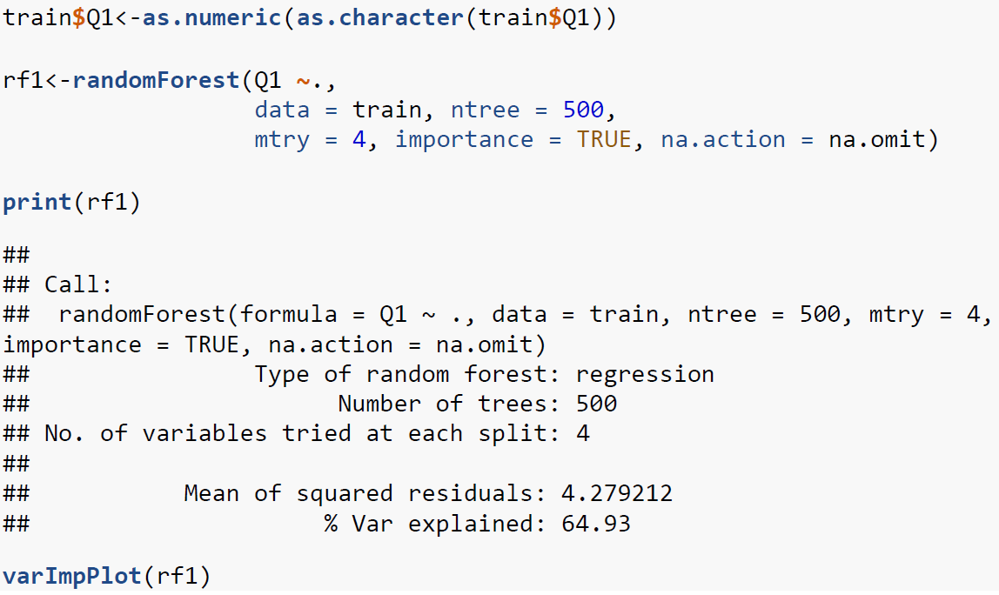 train$Q1<-as.numeric(as.character(train$Q1))
rf1<-randomForest(Q1 ~.,
data = train, ntree = 500,
mtry = 4, importance = TRUE, na.action = na.omit)
print(rf1)
##
## Call:
## randomForest(formula = Q1 ~ ., data = train, ntree = 500, mtry = 4,
importance = TRUE, na.action = na.omit)
## Type of random forest: regression
## Number of trees: 500
## No. of variables tried at each split: 4
##
## Mean of squared residuals: 4.279212
## % Var explained: 64.93
varImpPlot(rf1)